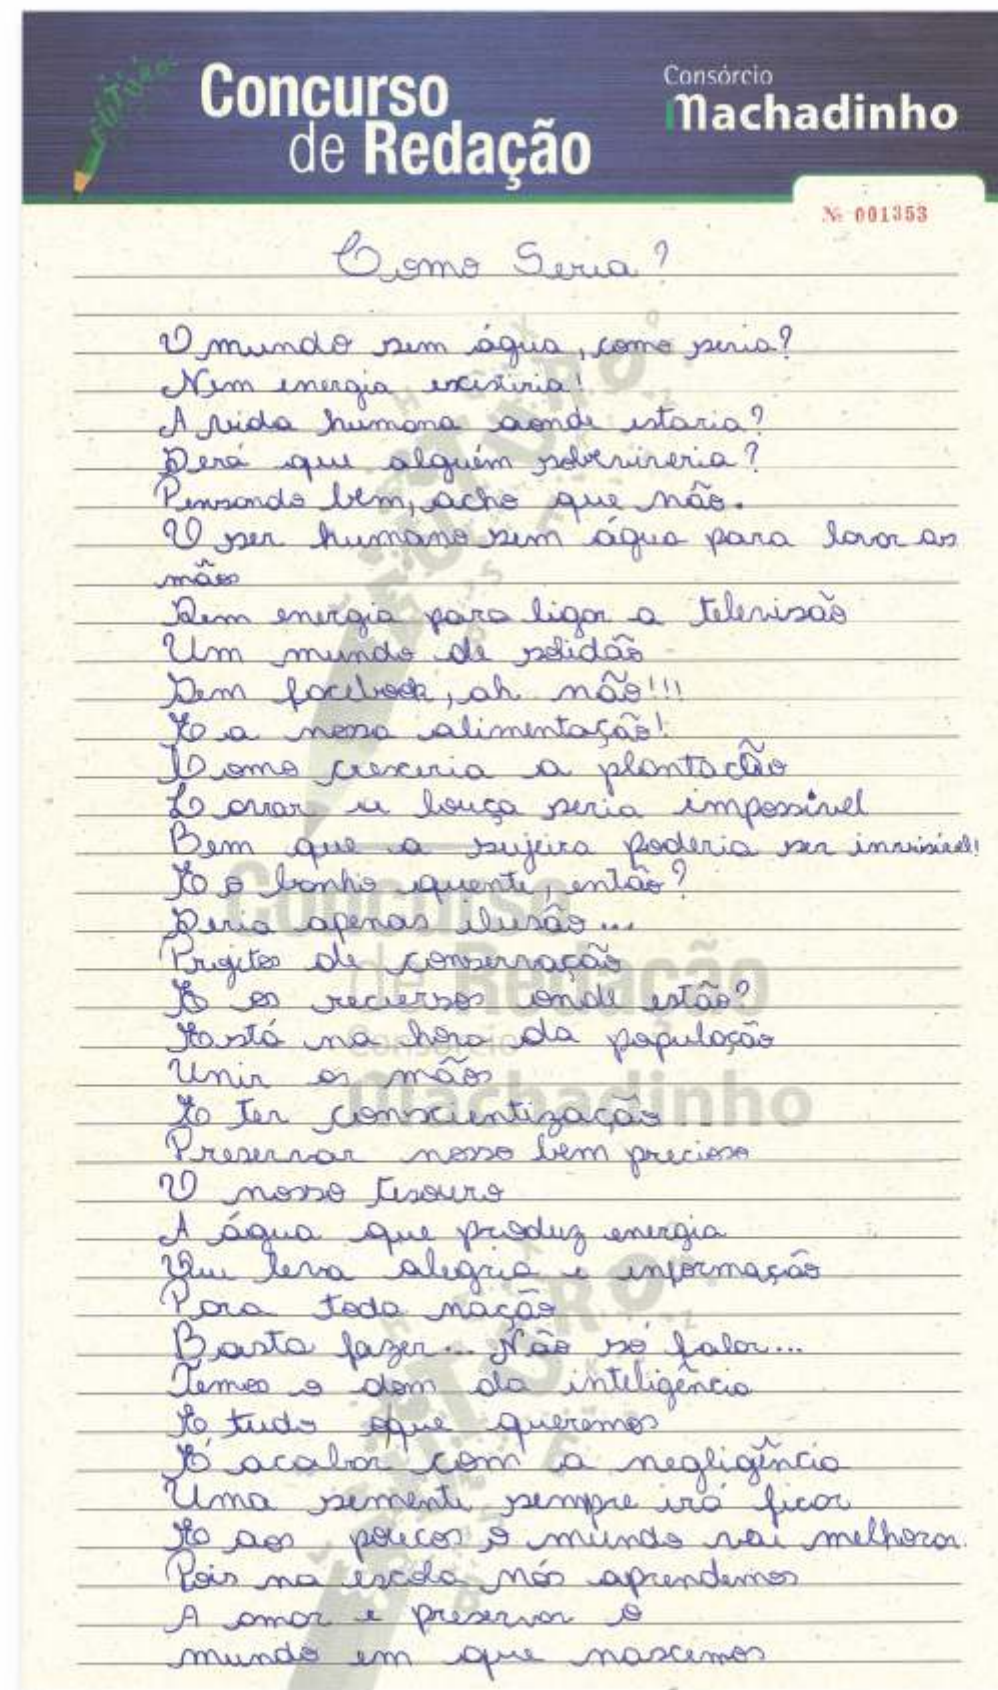 FUTURO
Concurso
de Redação
Consórcio
Machadinho
№ 001353
Como Seria?
O mundo sem água, como seria?
Nem energia existiria!
A vida humana aonde estaria?
Será que alguém sobreviveria?
Pensando bem, acho que não.
O ser humano sem água para lavar as
mãos
Sem energia para ligar a televisão
Um mundo de solidão
Sem facebook, ah não!!!
E a nossa alimentação!
Como cresceria a plantação
Lavar a louça seria impossível
Bem que a sujeira poderia ser invisível!
E o banho quente, então?
Seria apenas ilusão...
Projetos de conservação
E os recursos onde estão?
Está na hora da população
Unir as mãos
E ter conscientização
Preservar nosso bem precioso
O nosso tesouro
A água que produz energia
Que leva alegria e informação
Para toda nação
Basta fazer... Não só falar...
Temos o dom da inteligência
E tudo oque queremos
É acabar com a negligência
Uma semente sempre irá ficar
E aos poucos o mundo vai melhorar.
Pois na escola nós aprendemos
A amar e preservar o
mundo em que nascemos